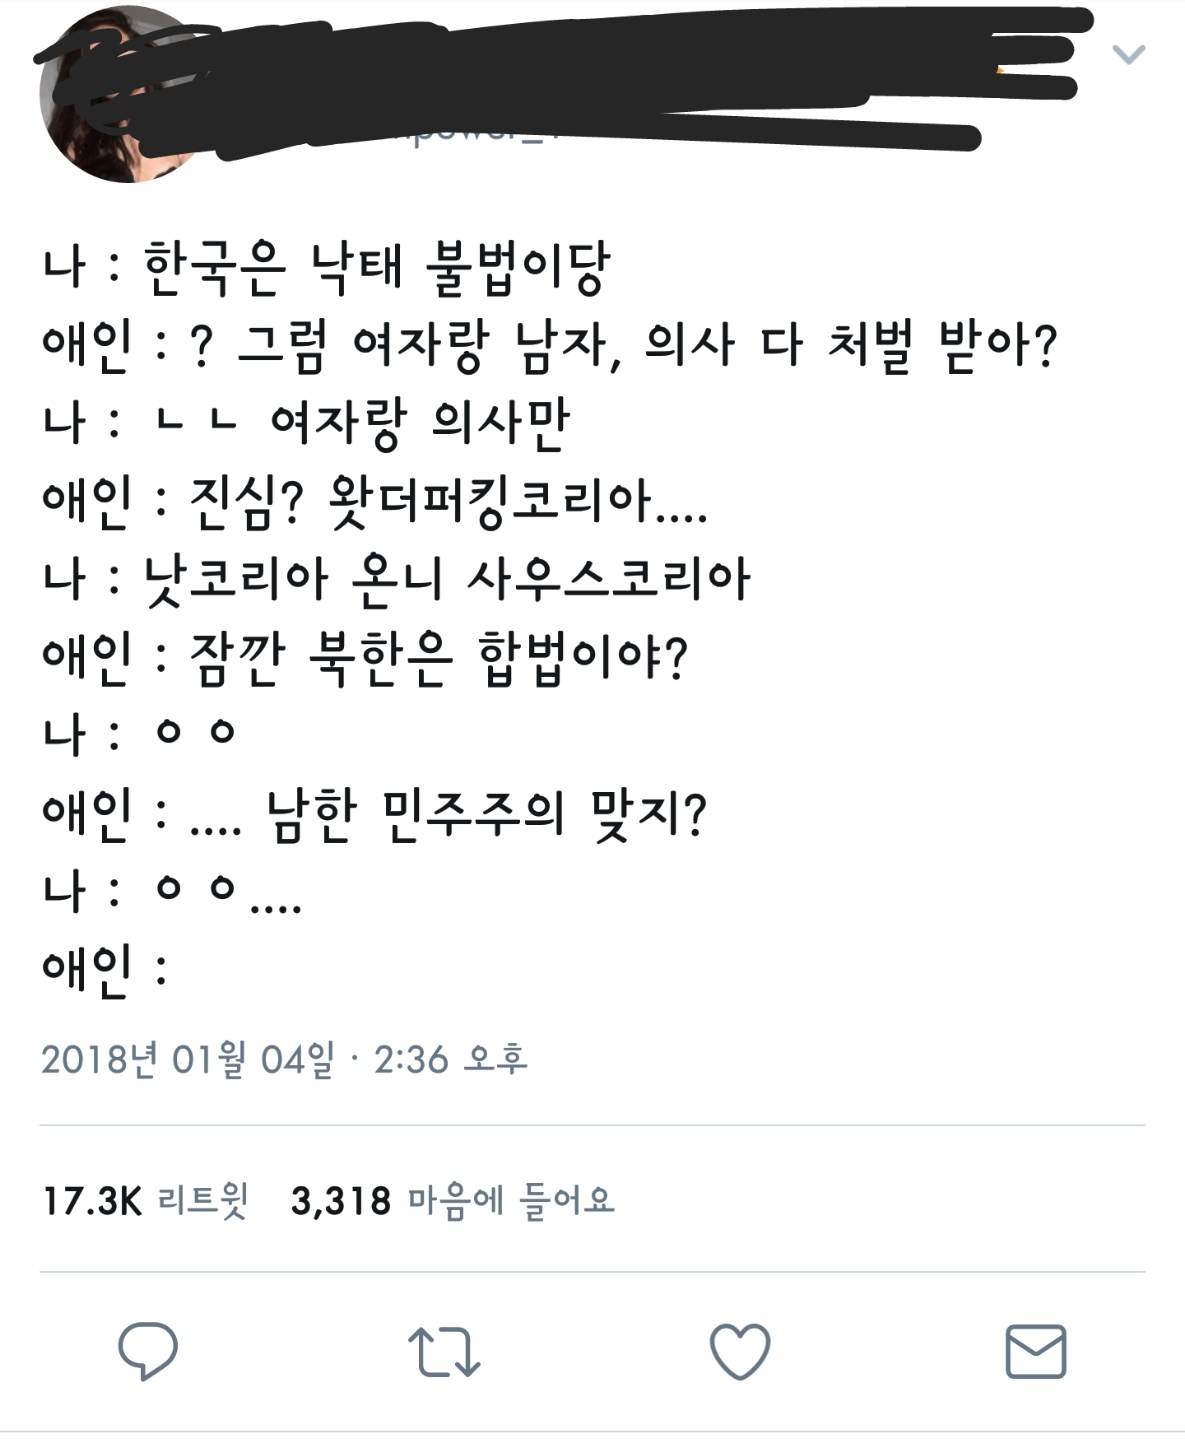 나 : 한국은 낙태 불법이당
애인 : ? 그럼 여자랑 남자, 의사 다 처벌 받아?
나 : ㄴㄴ 여자랑 의사만
애인 : 진심? 왓더퍼킹코리아....
나 : 낫코리아 온니 사우스코리아
애인 : 잠깐 북한은 합법이야?
나 : ㅇㅇ
애인 : .... 남한 민주주의 맞지?
나 : ㅇㅇ....
애인 :
2018년 01월 04일 · 2:36 오후
17.3K 리트윗 3,318 마음에 들어요